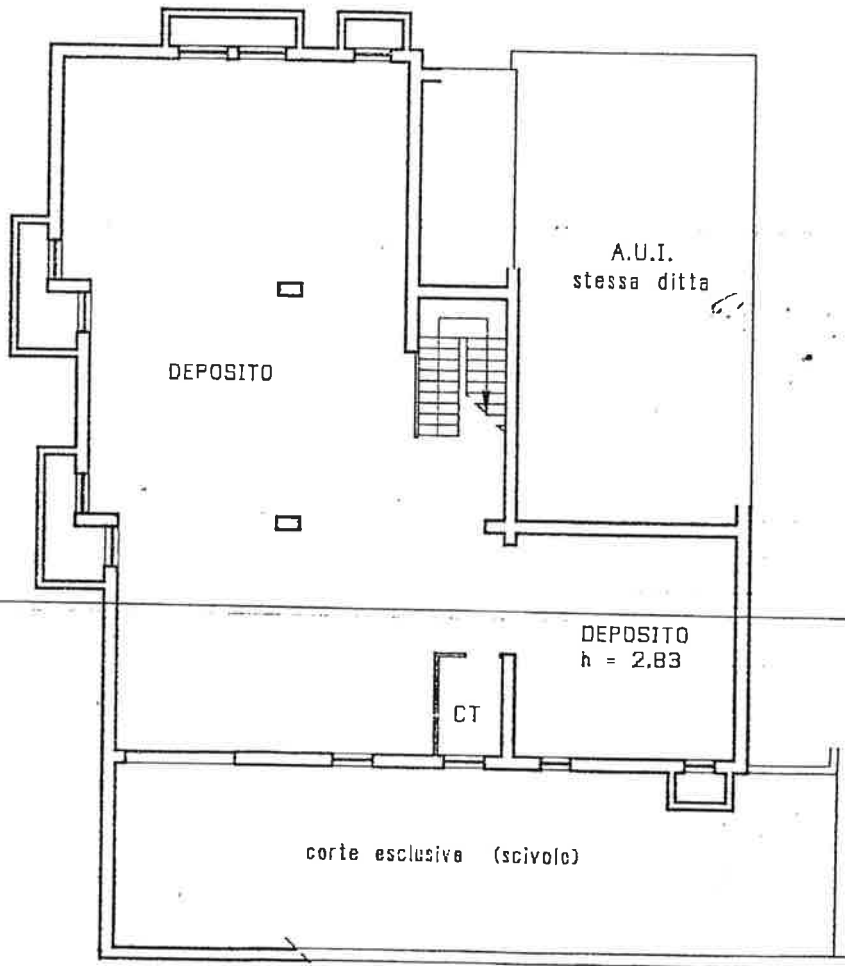 A.U.I.
stessa ditta
DEPOSITO
DEPOSITO
h = 2.83
CT
corte esclusiva (scivolo)